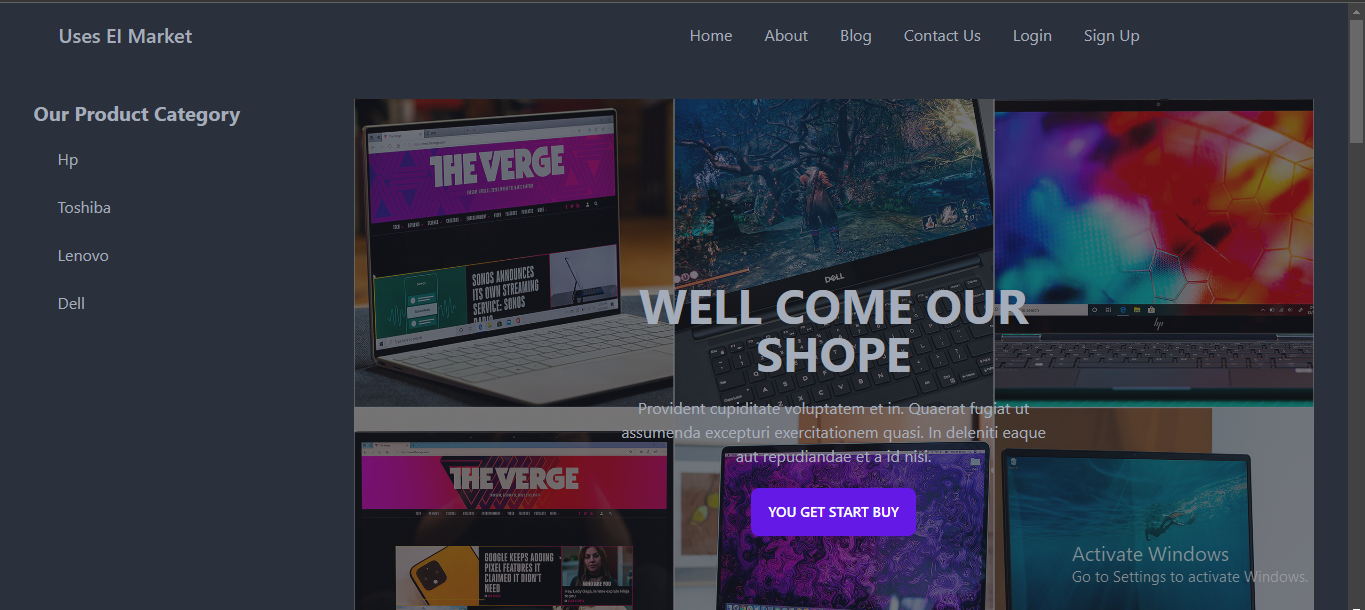 Uses EI Market
Home
About
Blog
Contact Us
Login
Sign Up
Our Product Category
Hp
Toshiba
Lenovo
Dell
THE VERGE
SONOS ANNOUNCES
ITS OWN STREAMING
SERVICE: SONOS
RADIO
DELL
hp
WELL COME OUR
SHOPE
Provident cupiditate voluptatem et in. Quaerat fugiat ut
assumenda excepturi exercitationem quasi. In deleniti eaque
aut repudiandae et a id nisi.
YOU GET START BUY
THE VERGE
GOOGLE KEEPS ADDING
PIXEL FEATURES IT
CLAIMED IT DIDN'T
NEED
Activate Windows
Go to Settings to activate Windows.